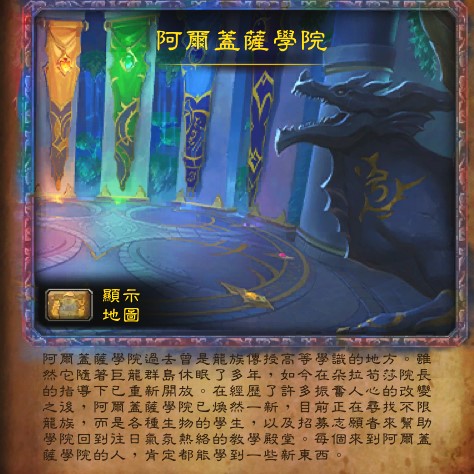 阿爾蓋薩學院
顯示
地圖
阿爾蓋薩學院過去曾是龍族傳授高等學識的地方。雖
然它隨著巨龍群島休眠了多年，如今在朵拉苟莎院長
的指導下已重新開放。在經歷了許多振奮人心的改變
之後，阿爾蓋薩學院已煥然一新，目前正在尋找不限
龍族，而是各種生物的學生，以及招募志願者來幫助
學院回到往日氣氛熱絡的教學殿堂。每個來到阿爾蓋
薩學院的人，肯定都能學到一些新東西。